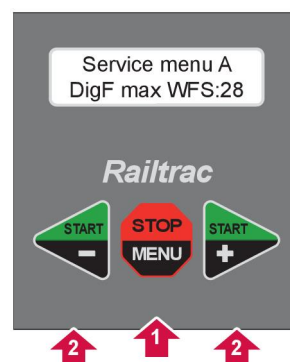 Service menu A
DigF max WFS:28
Railtrac
START STOP START
- MENU +
2 1 2